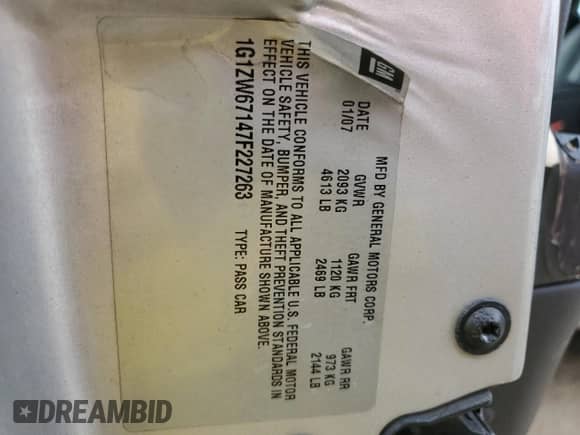 GM
MFD BY GENERAL MOTORS CORP.
DATE GVWR GAWR FRT GAWR RR
01/07 2093 KG 1120 KG 973 KG
4613 LB 2469 LB 2144 LB
THIS VEHICLE CONFORMS TO ALL APPLICABLE U.S. FEDERAL MOTOR
VEHICLE SAFETY, BUMPER, AND THEFT PREVENTION STANDARDS IN
EFFECT ON THE DATE OF MANUFACTURE SHOWN ABOVE.
1G1ZW67147F227263 TYPE: PASS CAR
DREAMBID